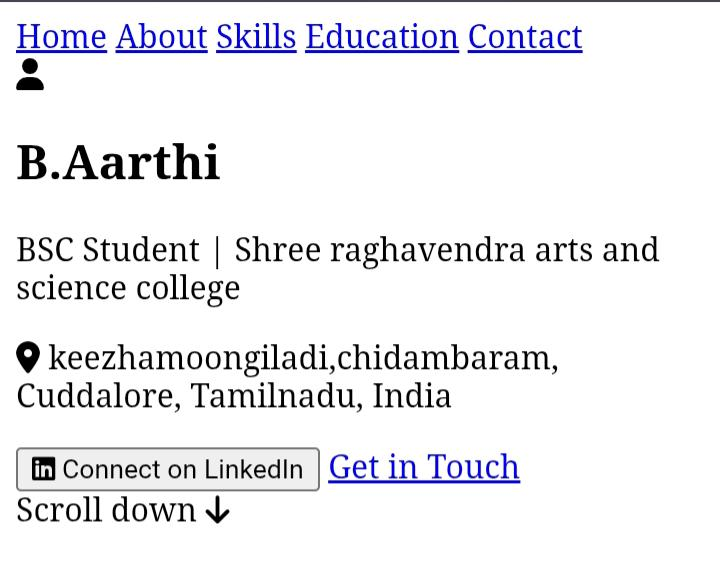 Home About Skills Education Contact
B.Aarthi
BSC Student | Shree raghavendra arts and
science college
keezhamoongiladi,chidambaram,
Cuddalore, Tamilnadu, India
in Connect on LinkedIn Get in Touch
Scroll down